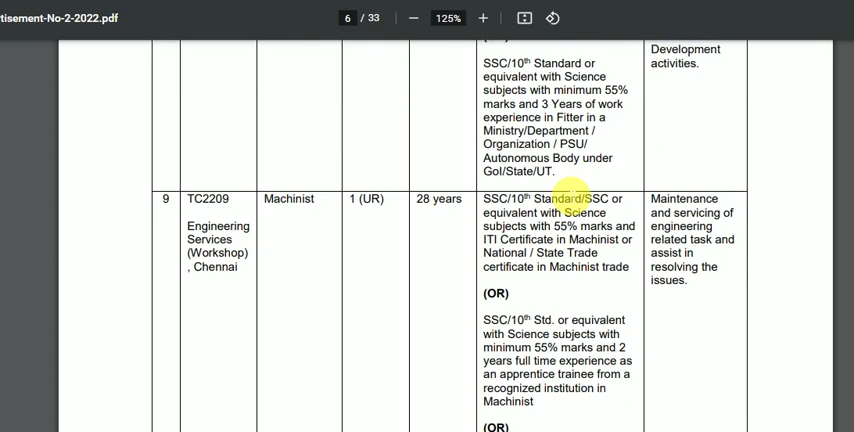 tisement-No-2-2022.pdf
6 / 33
125%
SSC/10th Standard or
equivalent with Science
subjects with minimum 55%
marks and 3 Years of work
experience in Fitter in a
Ministry/Department /
Organization / PSU/
Autonomous Body under
GoI/State/UT.
Development
activities.
9
TC2209
Engineering
Services
(Workshop)
, Chennai
Machinist
1 (UR)
28 years
SSC/10th Standard/SSC or
equivalent with Science
subjects with 55% marks and
ITI Certificate in Machinist or
National / State Trade
certificate in Machinist trade
(OR)
SSC/10th Std. or equivalent
with Science subjects with
minimum 55% marks and 2
years full time experience as
an apprentice trainee from a
recognized institution in
Machinist
(OR)
Maintenance
and servicing of
engineering
related task and
assist in
resolving the
issues.